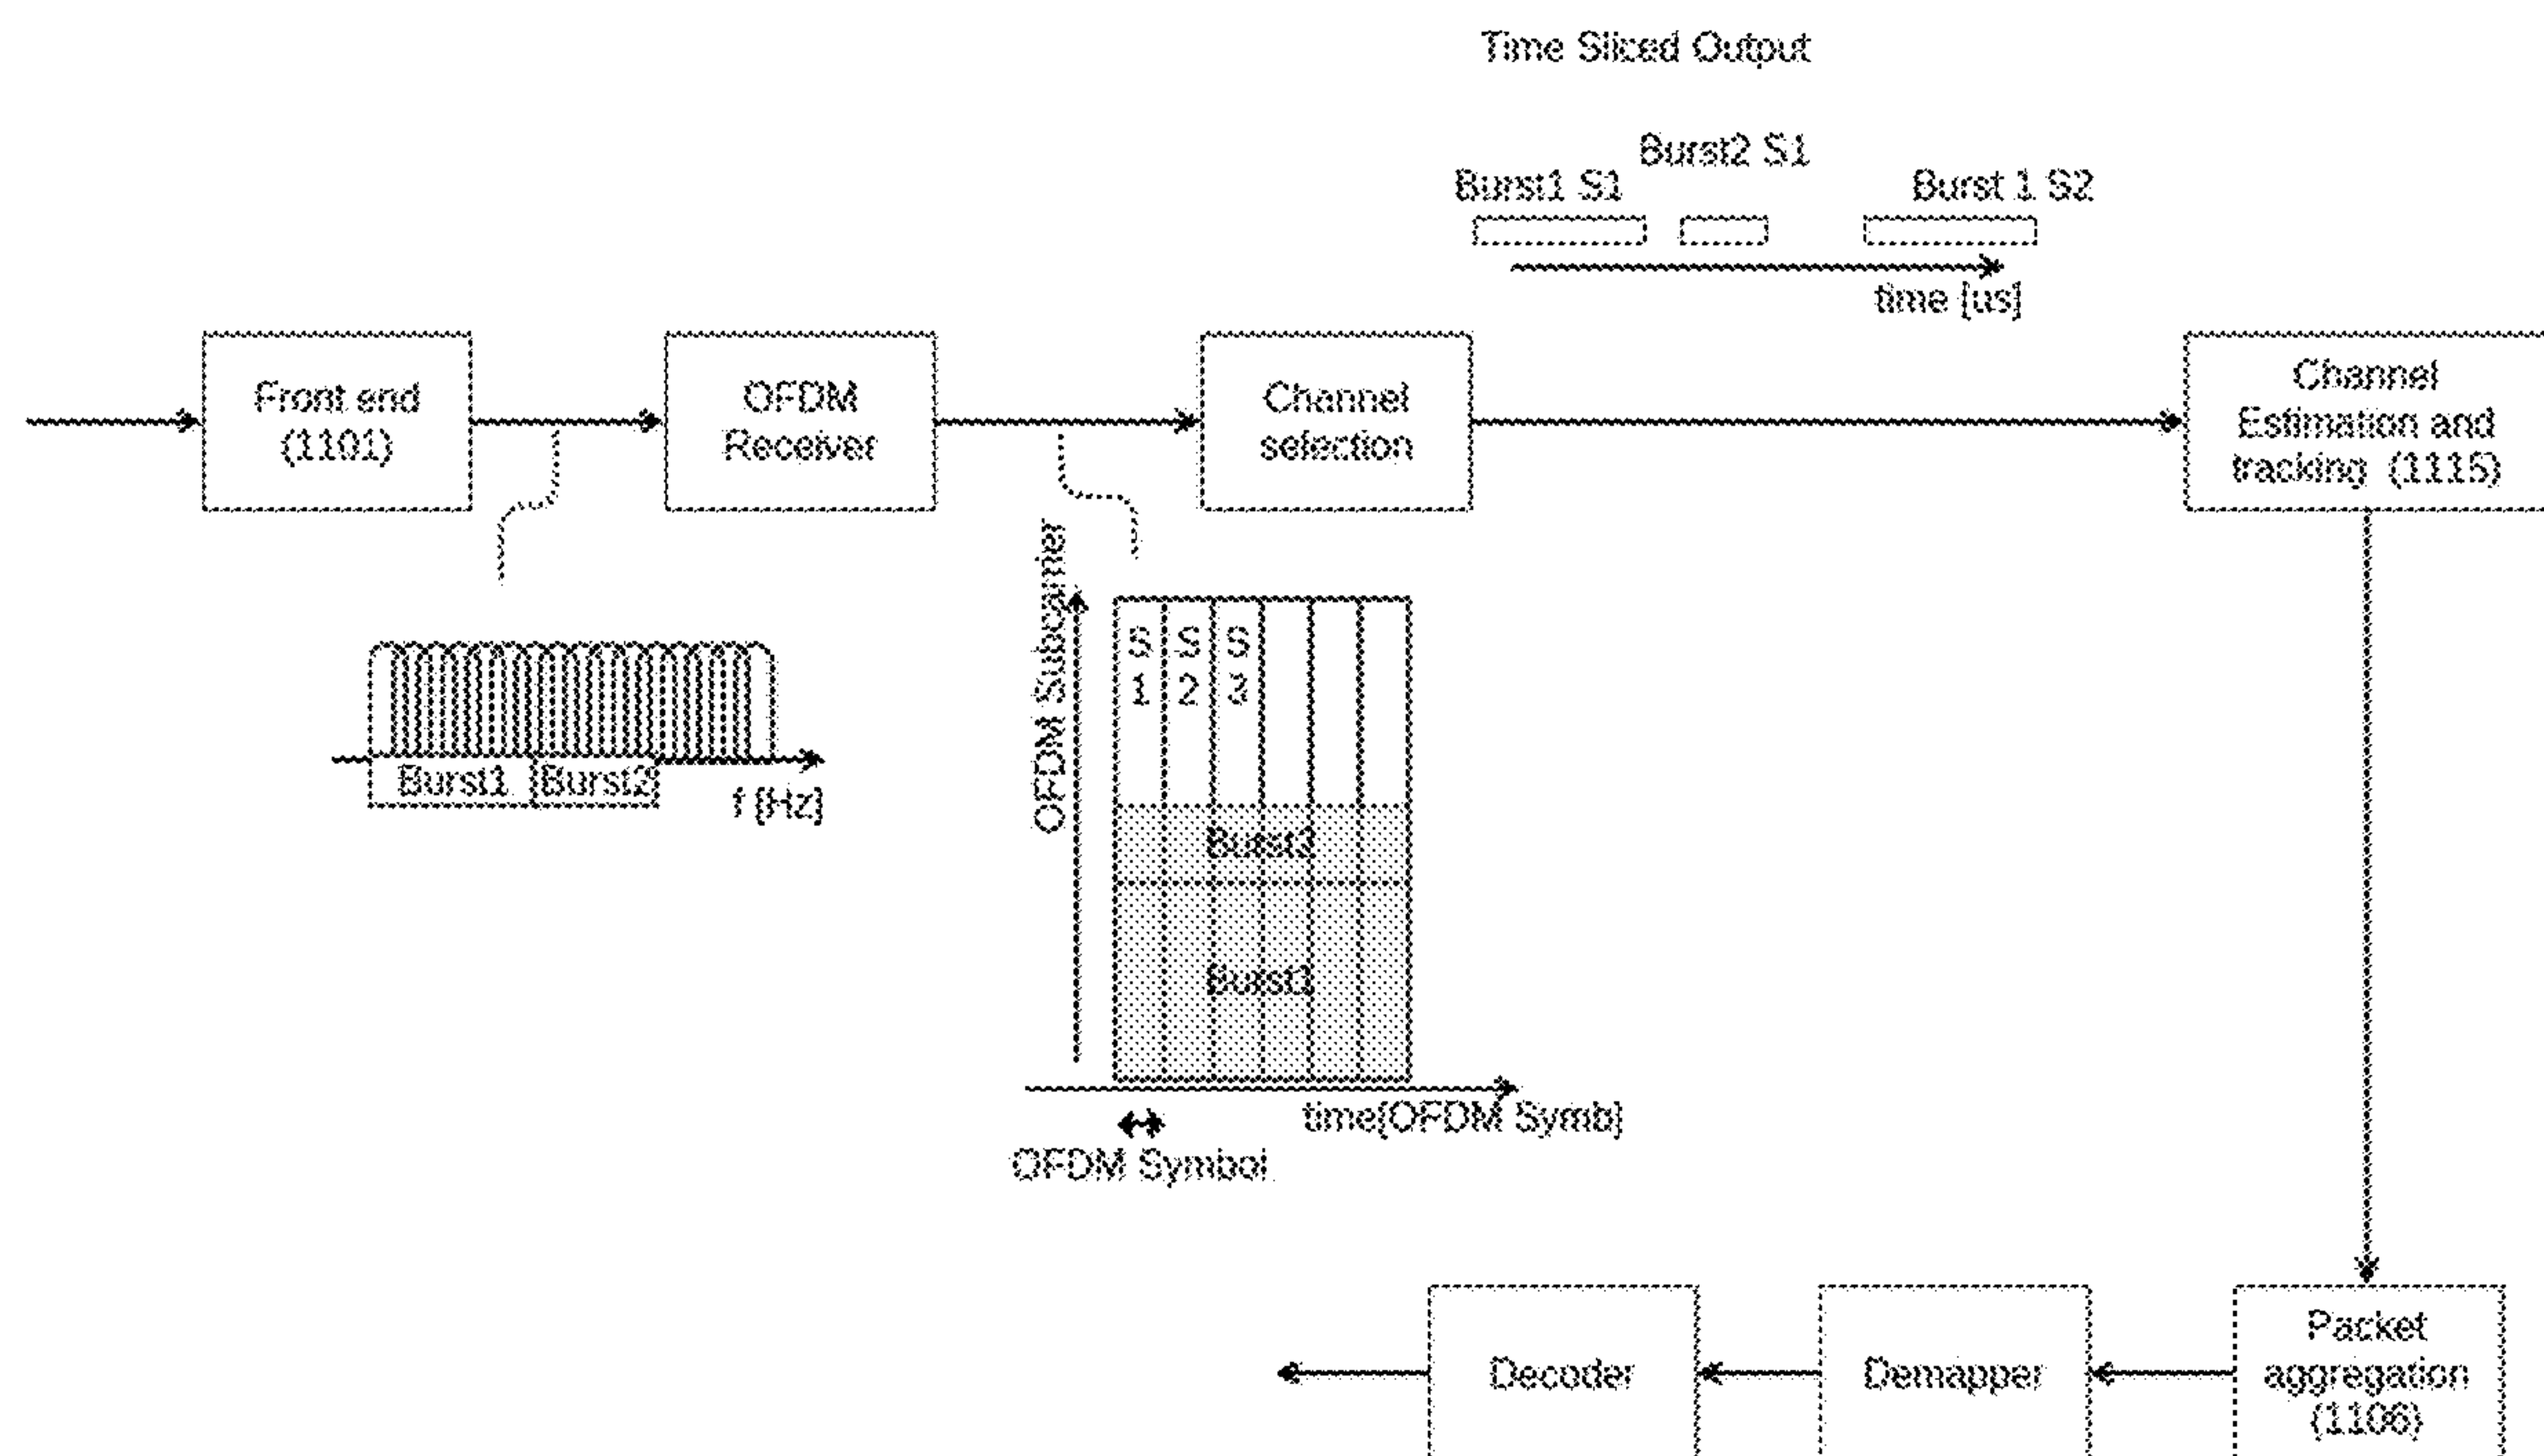 Time Sliced Output
Burst2 S1
Burst1 S1
Burst 1 S2
time [us]
Front end
(1101)
OFDM
Receiver
Channel
selection
Channel
Estimation and
tracking (1115)
OFDM Subcarrier
S S S
1 2 3
Burst1 Burst2
f [Hz]
Burst2
Burst1
time[OFDM Symb]
OFDM Symbol
Decoder
Demapper
Packet
aggregation
(1106)